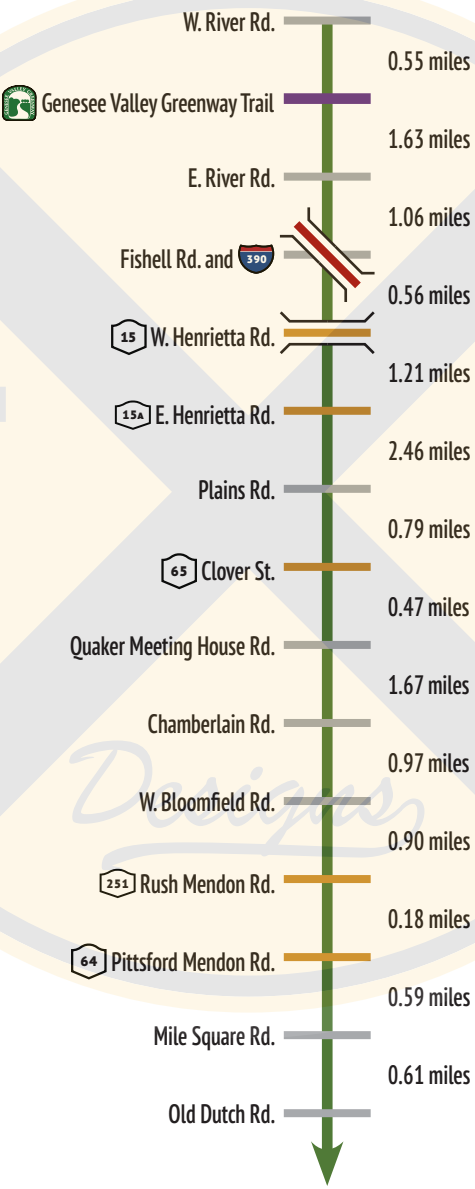 W. River Rd.
0.55 miles
GENESEE VALLEY GREENWAY
Genesee Valley Greenway Trail
1.63 miles
E. River Rd.
1.06 miles
Fishell Rd. and 390
0.56 miles
15 W. Henrietta Rd.
1.21 miles
15A E. Henrietta Rd.
2.46 miles
Plains Rd.
0.79 miles
65 Clover St.
0.47 miles
Quaker Meeting House Rd.
1.67 miles
Chamberlain Rd.
0.97 miles
Designs
W. Bloomfield Rd.
0.90 miles
251 Rush Mendon Rd.
0.18 miles
64 Pittsford Mendon Rd.
0.59 miles
Mile Square Rd.
0.61 miles
Old Dutch Rd.